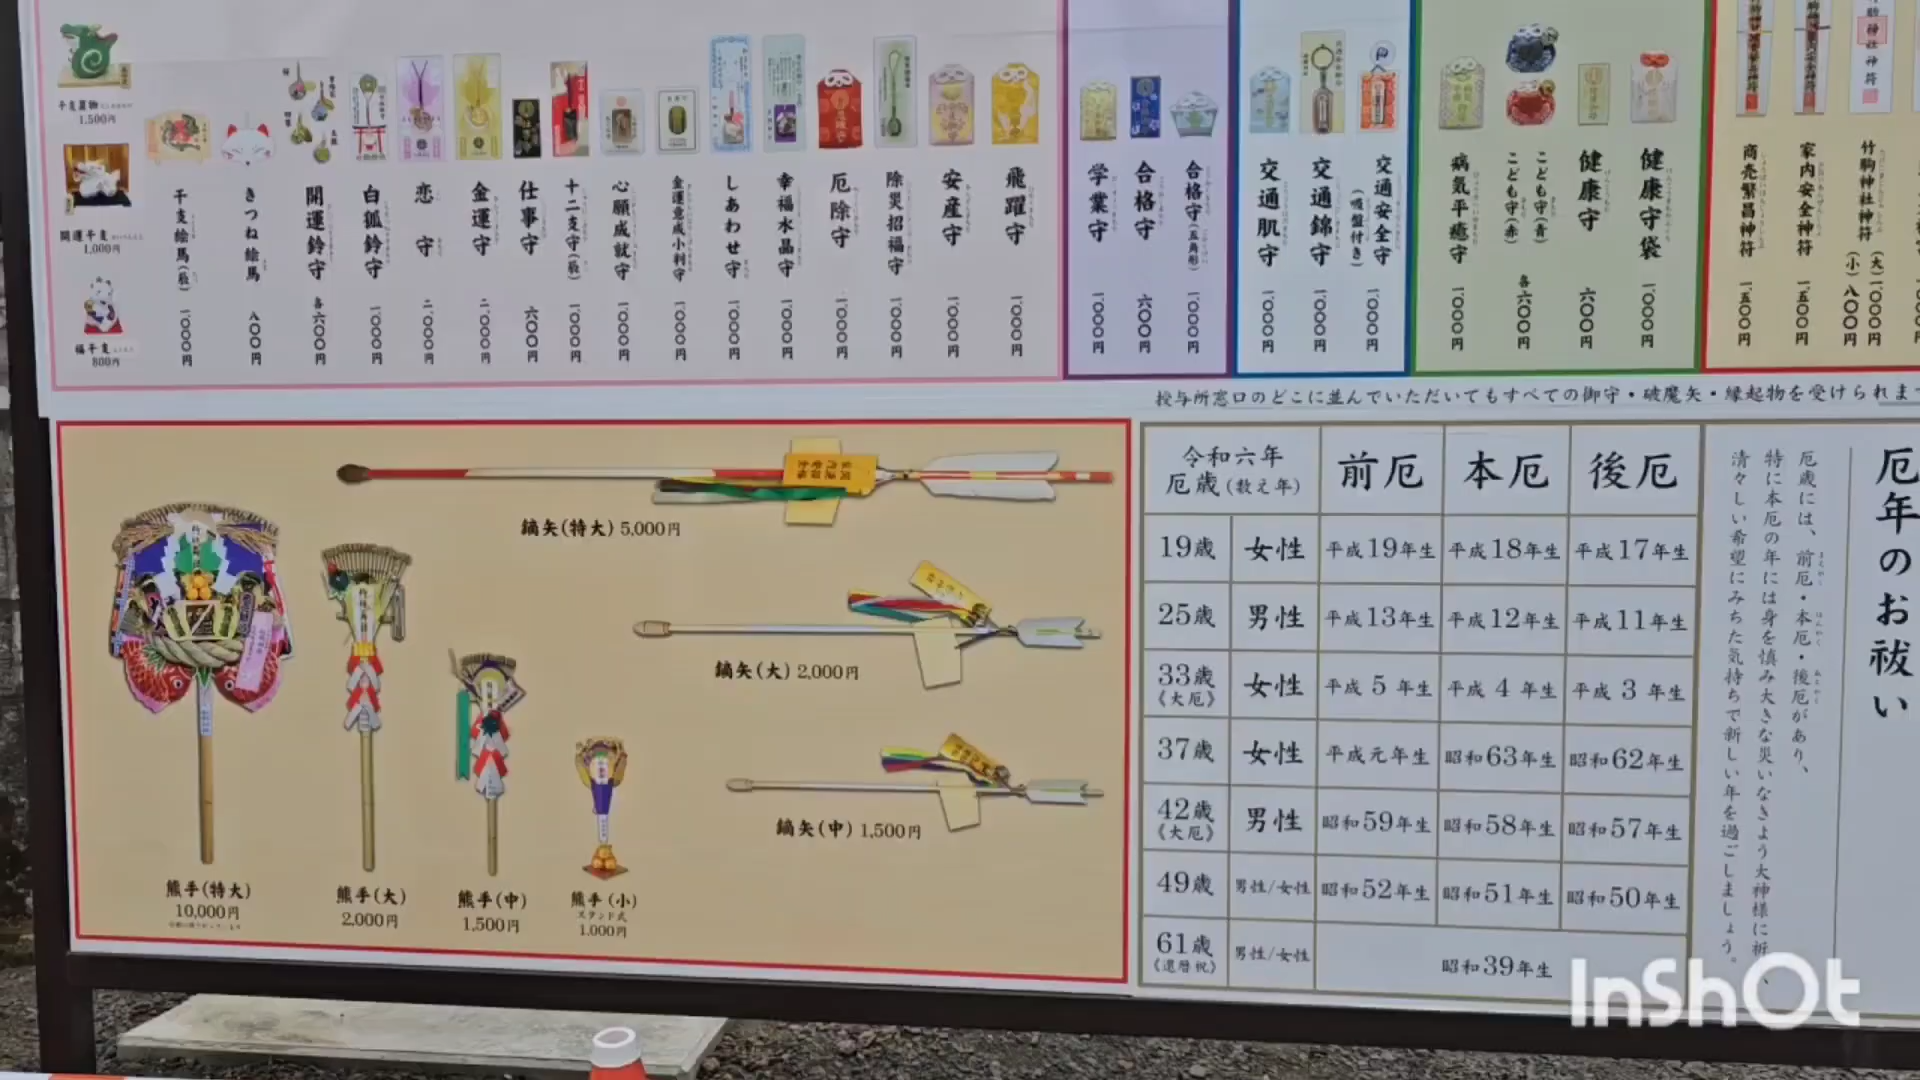 干支置物
1,500円
開運干支
1,000円
福干支
800円
干支絵馬(辰)
一、〇〇〇円
きつね絵馬
八〇〇円
開運鈴守
各六〇〇円
白狐鈴守
一、〇〇〇円
恋守
二、〇〇〇円
金運守
二、〇〇〇円
仕事守
六〇〇円
十二支守(辰)
一、〇〇〇円
心願成就守
一、〇〇〇円
金運意成小判守
一、〇〇〇円
しあわせ守
一、〇〇〇円
幸福水晶守
一、〇〇〇円
厄除守
一、〇〇〇円
除災招福守
一、〇〇〇円
安産守
一、〇〇〇円
飛躍守
一、〇〇〇円
学業守
一、〇〇〇円
合格守
六〇〇円
合格守(五角形)
一、〇〇〇円
交通肌守
一、〇〇〇円
交通錦守
一、〇〇〇円
交通安全守
(吸盤付き)
一、〇〇〇円
病気平癒守
一、〇〇〇円
こども守(青)
こども守(赤)
各六〇〇円
健康守
六〇〇円
健康守袋
一、〇〇〇円
商売繁昌神符
一、五〇〇円
家内安全神符
一、五〇〇円
竹駒神社神符
(大)一、〇〇〇円
(小)八〇〇円
授与所窓口のどこに並んでいただいてもすべての御守・破魔矢・縁起物を受けられま
鏑矢(特大) 5,000円
鏑矢(大) 2,000円
鏑矢(中) 1,500円
熊手(特大)
10,000円
熊手(大)
2,000円
熊手(中)
1,500円
熊手(小)
スタンド式
1,000円
令和六年
厄歳(数え年)
前厄 本厄 後厄
19歳 女性 平成19年生 平成18年生 平成17年生
25歳 男性 平成13年生 平成12年生 平成11年生
33歳 《大厄》 女性 平成5年生 平成4年生 平成3年生
37歳 女性 平成元年生 昭和63年生 昭和62年生
42歳 《大厄》 男性 昭和59年生 昭和58年生 昭和57年生
49歳 男性/女性 昭和52年生 昭和51年生 昭和50年生
61歳 《還暦祝》 男性/女性 昭和39年生
厄年のお祓い
厄歳には、前厄・本厄・後厄があり、
特に本厄の年には身を慎み大きな災いなきよう大神様に祈
清々しい希望にみちた気持ちで新しい年を過ごしましょう。
InShOt